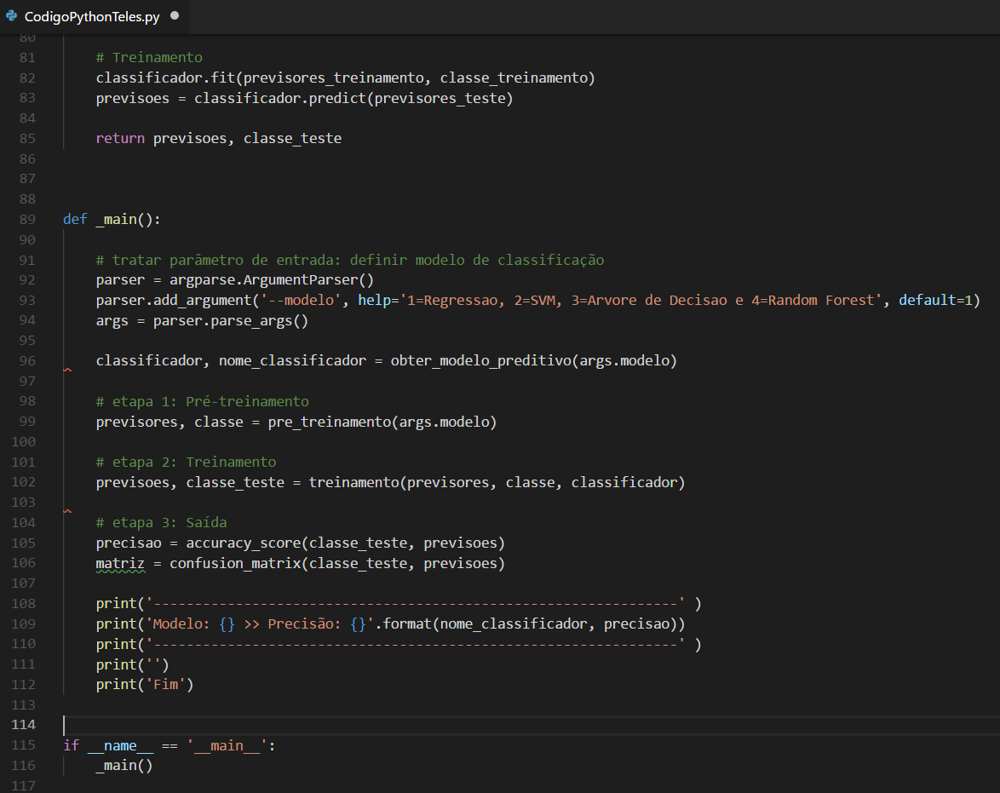 CodigoPythonTeles.py
80
81 # Treinamento
82 classificador.fit(previsores_treinamento, classe_treinamento)
83 previsoes = classificador.predict(previsores_teste)
84
85 return previsoes, classe_teste
86
87
88
89 def _main():
90
91 # tratar parâmetro de entrada: definir modelo de classificação
92 parser = argparse.ArgumentParser()
93 parser.add_argument('--modelo', help='1=Regressao, 2=SVM, 3=Arvore de Decisao e 4=Random Forest', default=1)
94 args = parser.parse_args()
95
96 classificador, nome_classificador = obter_modelo_preditivo(args.modelo)
97
98 # etapa 1: Pré-treinamento
99 previsores, classe = pre_treinamento(args.modelo)
100
101 # etapa 2: Treinamento
102 previsoes, classe_teste = treinamento(previsores, classe, classificador)
103
104 # etapa 3: Saída
105 precisao = accuracy_score(classe_teste, previsoes)
106 matriz = confusion_matrix(classe_teste, previsoes)
107
108 print('----------------------------------------------------------------' )
109 print('Modelo: {} >> Precisão: {}'.format(nome_classificador, precisao))
110 print('----------------------------------------------------------------' )
111 print('')
112 print('Fim')
113
114
115 if __name__ == '__main__':
116 _main()
117